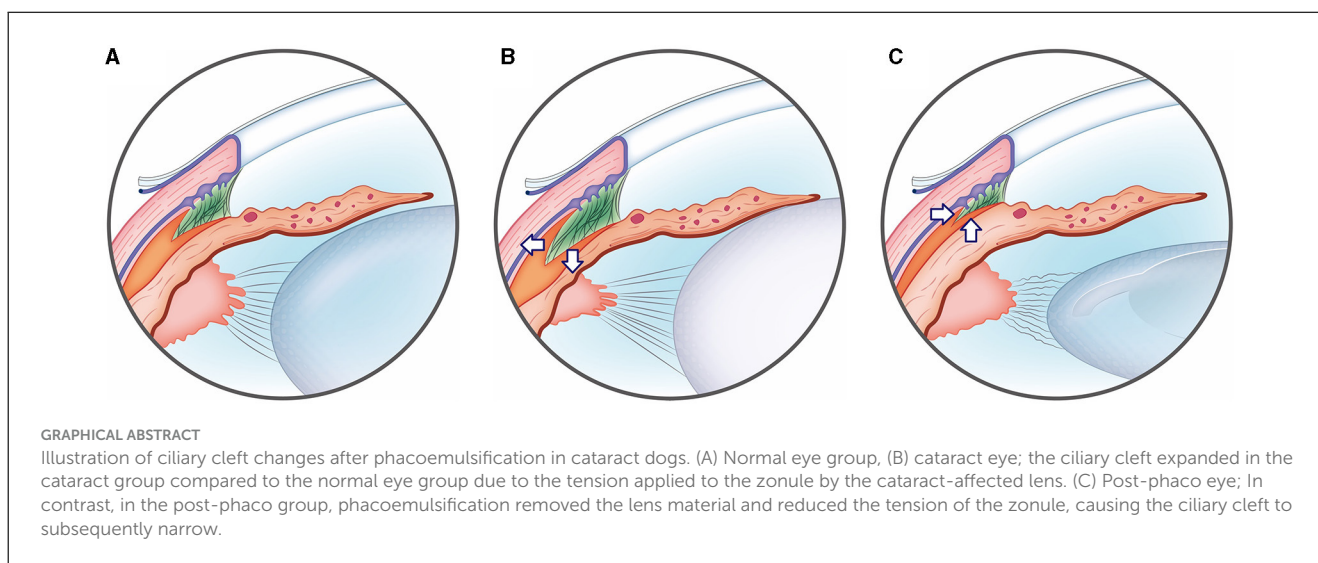 A B C
GRAPHICAL ABSTRACT
Illustration of ciliary cleft changes after phacoemulsification in cataract dogs. (A) Normal eye group, (B) cataract eye; the ciliary cleft expanded in the
cataract group compared to the normal eye group due to the tension applied to the zonule by the cataract-affected lens. (C) Post-phaco eye; In
contrast, in the post-phaco group, phacoemulsification removed the lens material and reduced the tension of the zonule, causing the ciliary cleft to
subsequently narrow.